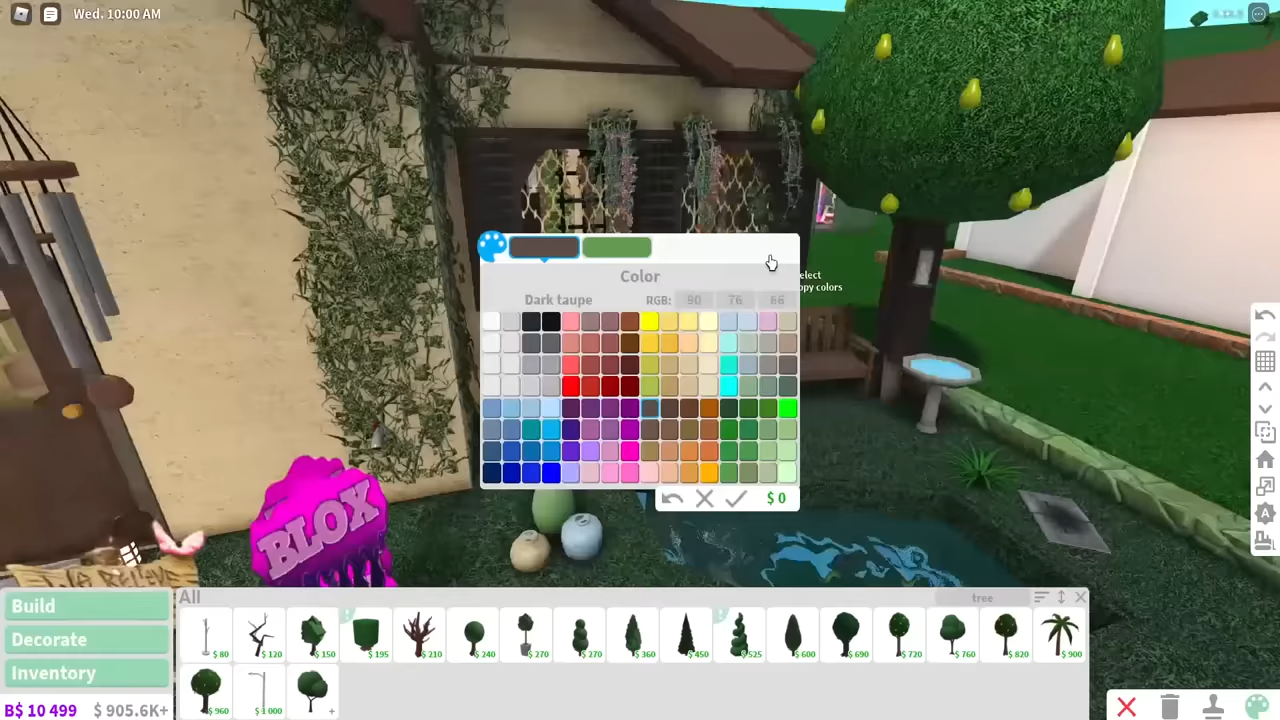 Wed. 10:00 AM
elect
opy colors
Color
Dark taupe RGB: 90 76 66
$ 0
BLOX
Build
Decorate
Inventory
B$ 10 499 $ 905.6K+
All
tree
$ 80 $ 120 $ 150 $ 195 $ 210 $ 240 $ 270 $ 270 $ 360 $ 450 $ 525 $ 600 $ 690 $ 720 $ 760 $ 820 $ 900
$ 960 $ 1 000 +